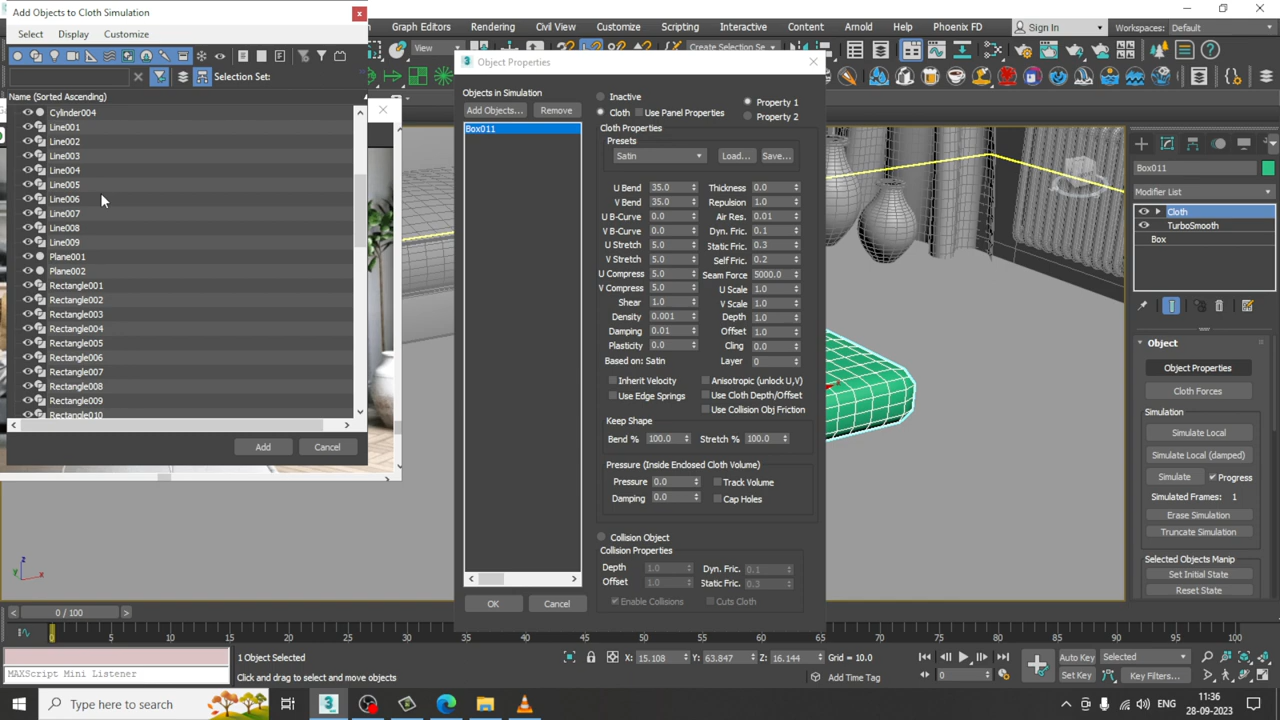 Add Objects to Cloth Simulation
Select
Display
Customize
Selection Set:
Name (Sorted Ascending)
Cylinder004
Line001
Line002
Line003
Line004
Line005
Line006
Line007
Line008
Line009
Plane001
Plane002
Rectangle001
Rectangle002
Rectangle003
Rectangle004
Rectangle005
Rectangle006
Rectangle007
Rectangle008
Rectangle009
Rectangle010
Add
Cancel
Graph Editors
Rendering
Civil View
Customize
Scripting
Interactive
Content
Arnold
Help
Phoenix FD
Sign In
Workspaces: Default
View
Create Selection Se
Object Properties
Objects in Simulation
Add Objects...
Remove
Box011
OK
Cancel
Inactive
Cloth
Use Panel Properties
Property 1
Property 2
Cloth Properties
Presets
Satin
Load...
Save...
U Bend 35.0 Thickness 0.0
V Bend 35.0 Repulsion 1.0
U B-Curve 0.0 Air Res. 0.01
V B-Curve 0.0 Dyn. Fric. 0.1
U Stretch 5.0 Static Fric. 0.3
V Stretch 5.0 Self Fric. 0.2
U Compress 5.0 Seam Force 5000.0
V Compress 5.0 U Scale 1.0
Shear 1.0 V Scale 1.0
Density 0.001 Depth 1.0
Damping 0.01 Offset 1.0
Plasticity 0.0 Cling 0.0
Based on: Satin Layer 0
Inherit Velocity Anisotropic (unlock U,V)
Use Edge Springs Use Cloth Depth/Offset
Use Collision Obj Friction
Keep Shape
Bend % 100.0 Stretch % 100.0
Pressure (Inside Enclosed Cloth Volume)
Pressure 0.0 Track Volume
Damping 0.0 Cap Holes
Collision Object
Collision Properties
Depth 1.0 Dyn. Fric. 0.1
Offset 1.0 Static Fric. 0.3
Enable Collisions Cuts Cloth
Box011
Modifier List
Cloth
TurboSmooth
Box
Object
Object Properties
Cloth Forces
Simulation
Simulate Local
Simulate Local (damped)
Simulate Progress
Simulated Frames: 1
Erase Simulation
Truncate Simulation
Selected Objects Manip
Set Initial State
Reset State
z
x
< 0 / 100 >
0 5 10 15 20 25 30 35 40 45 50 55 60 65 70 75 80 85 90 95 100
MAXScript Mini Listener
1 Object Selected
Click and drag to select and move objects
X: 15.108 Y: 63.847 Z: 16.144 Grid = 10.0
Add Time Tag
0
Auto Key Selected
Set Key Key Filters...
Type here to search
3
ENG
11:36
28-09-2023